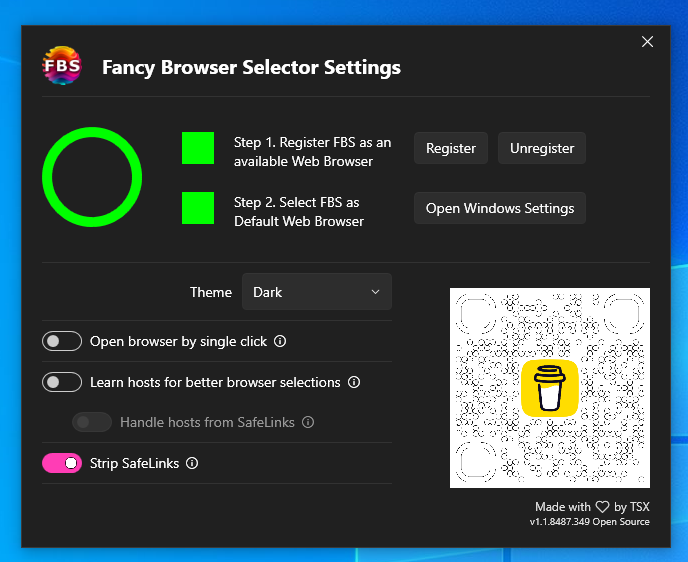 FBS
Fancy Browser Selector Settings
Step 1. Register FBS as an
available Web Browser
Register
Unregister
Step 2. Select FBS as
Default Web Browser
Open Windows Settings
Theme
Dark
Open browser by single click
Learn hosts for better browser selections
Handle hosts from SafeLinks
Strip SafeLinks
Made with ♡ by TSX
v1.1.8487.349 Open Source